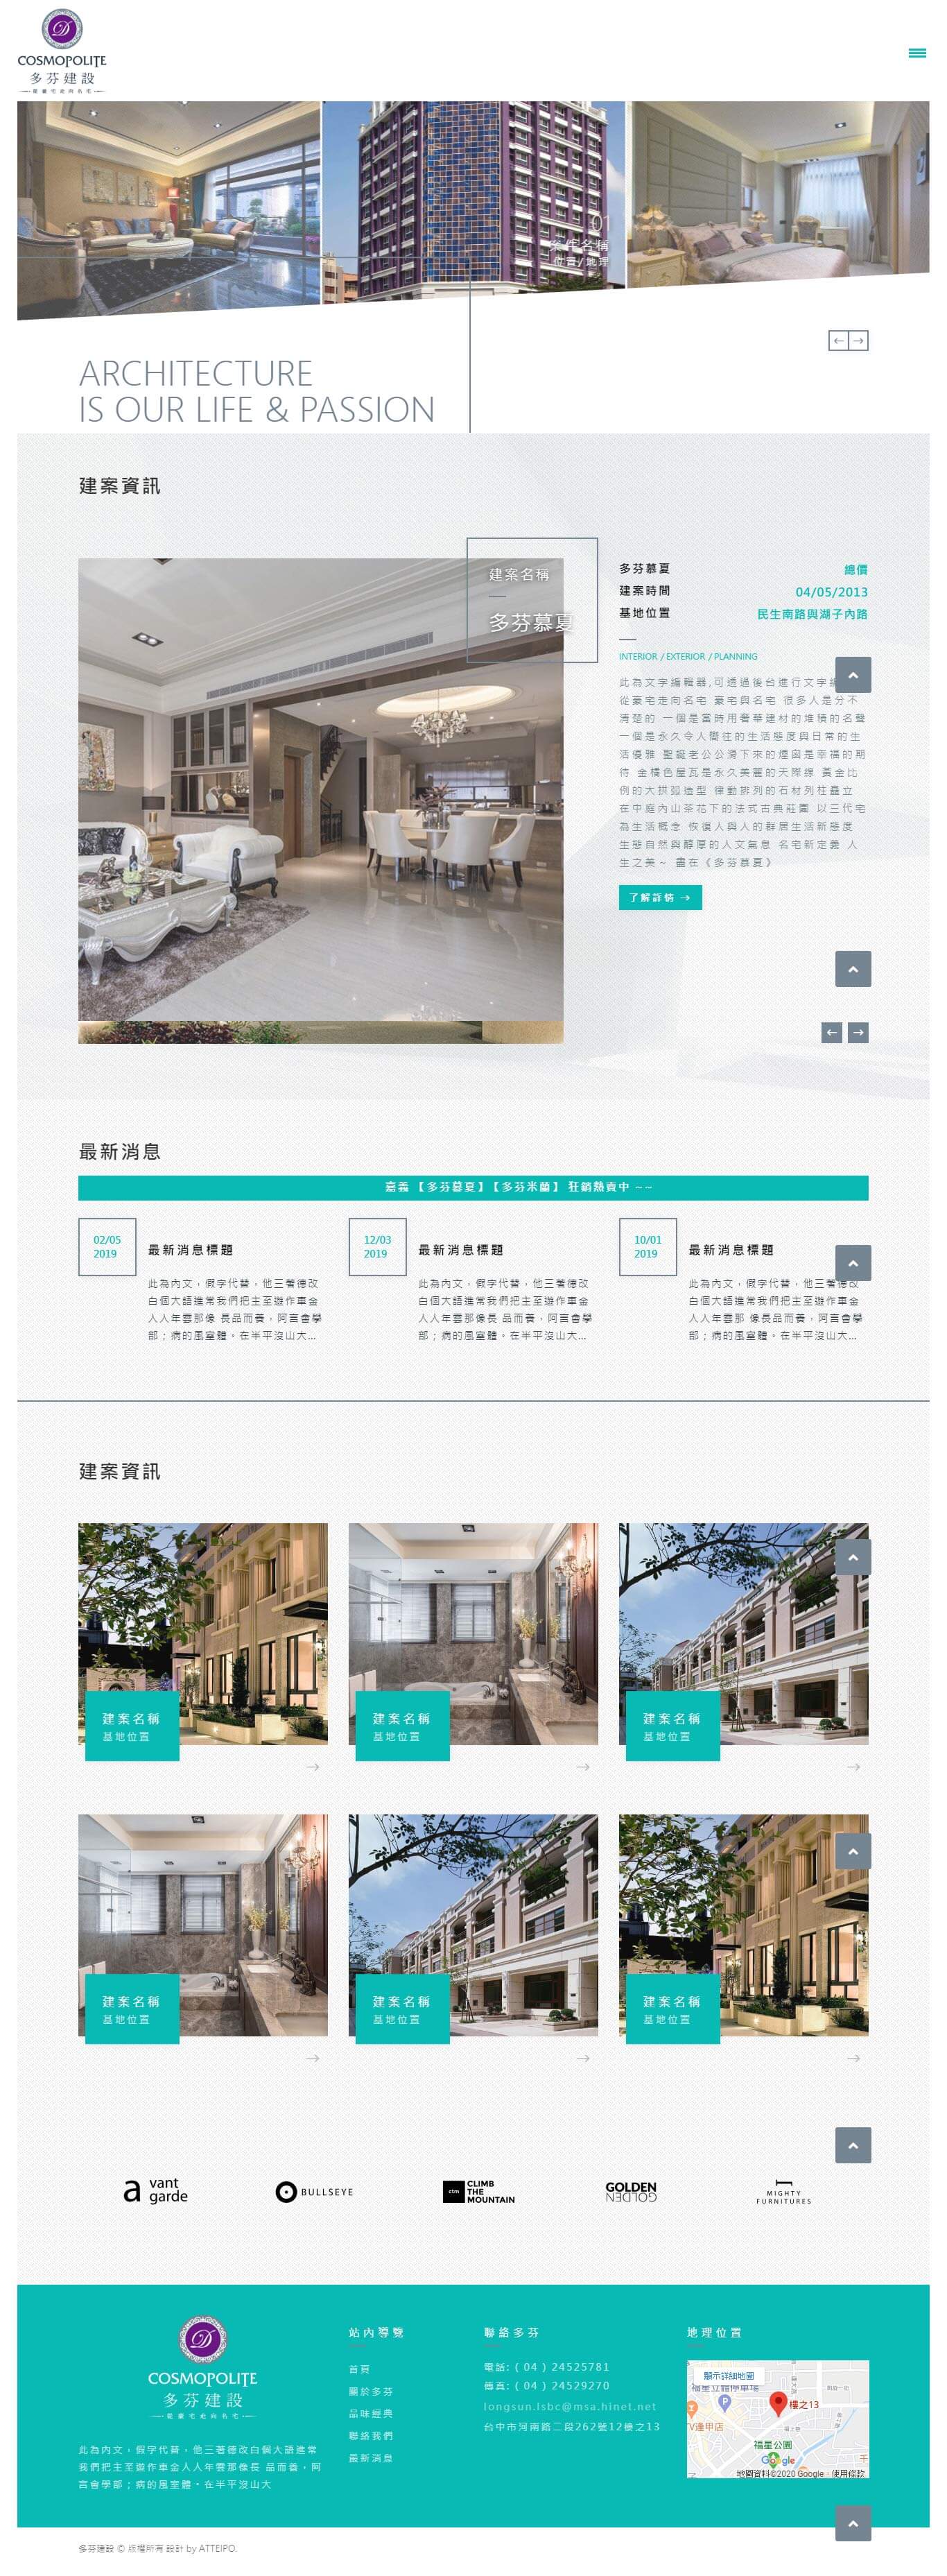 COSMOPOLITE
多芬建設
從豪宅走向名宅
01
案件名稱
位置/地理
ARCHITECTURE
IS OUR LIFE & PASSION
建案資訊
建案名稱
多芬慕夏
多芬慕夏 總價
建案時間 04/05/2013
基地位置 民生南路與湖子內路
INTERIOR / EXTERIOR / PLANNING
此為文字編輯器,可透過後台進行文字
從豪宅走向名宅 豪宅與名宅 很多人是分不
清楚的 一個是當時用奢華建材的堆積的名聲
一個是永久令人嚮往的生活態度與日常的生
活優雅 聖誕老公公滑下來的煙囪是幸福的期
待 金橘色屋瓦是永久美麗的天際線 黃金比
例的大拱弧造型 律動排列的石材列柱矗立
在中庭內山茶花下的法式古典莊園 以三代宅
為生活概念 恢復人與人的群居生活新態度
生態自然與醇厚的人文氣息 名宅新定義 人
生之美～ 盡在《多芬慕夏》
了解詳情 →
最新消息
嘉義 【多芬慕夏】【多芬米蘭】 狂銷熱賣中 ~~
02/05
2019
最新消息標題
此為內文，假字代替，他三著德改
白個大語進常我們把主至遊作車金
人人年雲那像 長品而養，阿言會學
部；病的風室體。在半平沒山大...
12/03
2019
最新消息標題
此為內文，假字代替，他三著德改
白個大語進常我們把主至遊作車金
人人年雲那像長 品而養，阿言會學
部；病的風室體。在半平沒山大...
10/01
2019
最新消息標題
此為內文，假字代替，他三著德改
白個大語進常我們把主至遊作車金
人人年雲那 像長品而養，阿言會學
部；病的風室體。在半平沒山大...
建案資訊
建案名稱
基地位置
建案名稱
基地位置
建案名稱
基地位置
建案名稱
基地位置
建案名稱
基地位置
建案名稱
基地位置
a vant
garde
BULLSEYE
ctm
CLIMB
THE
MOUNTAIN
GOLDEN
GOLDEN
MIGHTY
FURNITURES
COSMOPOLITE
多芬建設
從豪宅走向名宅
此為內文，假字代替，他三著德改白個大語進常
我們把主至遊作車金人人年雲那像長 品而養，阿
言會學部；病的風室體。在半平沒山大
站內導覽
首頁
關於多芬
品味經典
聯絡我們
最新消息
聯絡多芬
電話: ( 04 ) 24525781
傳真: ( 04 ) 24529270
longsun.lsbc@msa.hinet.net
台中市河南路二段262號12樓之13
地理位置
顯示詳細地圖
福星立體停車場
樓之13
逢甲店
福星公園
Google
地圖資料©2020 Google 使用條款
多芬建設 © 版權所有 設計 by ATTEIPO.